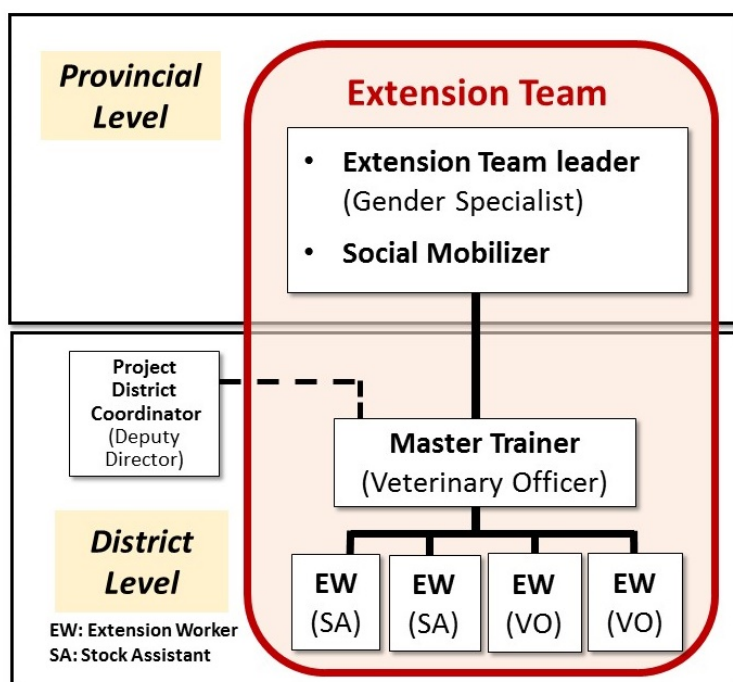 Provincial
Level
Extension Team
• Extension Team leader
(Gender Specialist)
• Social Mobilizer
Project
District
Coordinator
(Deputy
Director)
Master Trainer
(Veterinary Officer)
District
Level
EW
(SA)
EW
(SA)
EW
(VO)
EW
(VO)
EW: Extension Worker
SA: Stock Assistant